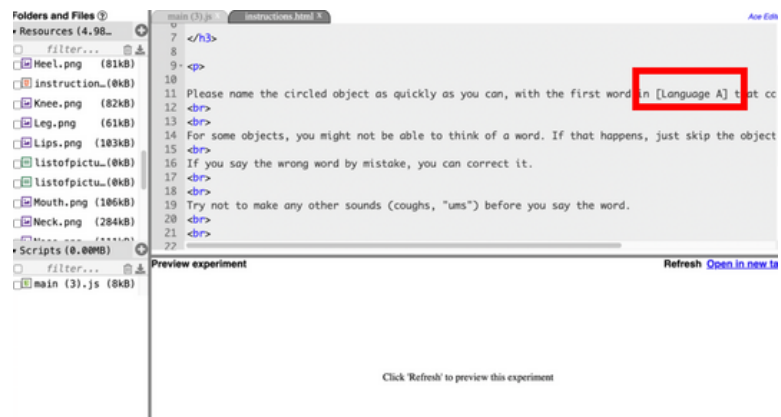 Folders and Files ?
Resources (4.98…
filter...
Heel.png (81kB)
instruction…(0kB)
Knee.png (82kB)
Leg.png (61kB)
Lips.png (103kB)
listofpictu…(0kB)
listofpictu…(0kB)
Mouth.png (106kB)
Neck.png (284kB)
Scripts (0.00MB)
filter...
main (3).js (8kB)
main (3).js x instructions.html x
Ace Edit
6
7 </h3>
8
9 <p>
10
11 Please name the circled object as quickly as you can, with the first word in [Language A] that cc
12 <br>
13 <br>
14 For some objects, you might not be able to think of a word. If that happens, just skip the object
15 <br>
16 If you say the wrong word by mistake, you can correct it.
17 <br>
18 <br>
19 Try not to make any other sounds (coughs, "ums") before you say the word.
20 <br>
21 <br>
22
Preview experiment Refresh Open in new ta
Click 'Refresh' to preview this experiment